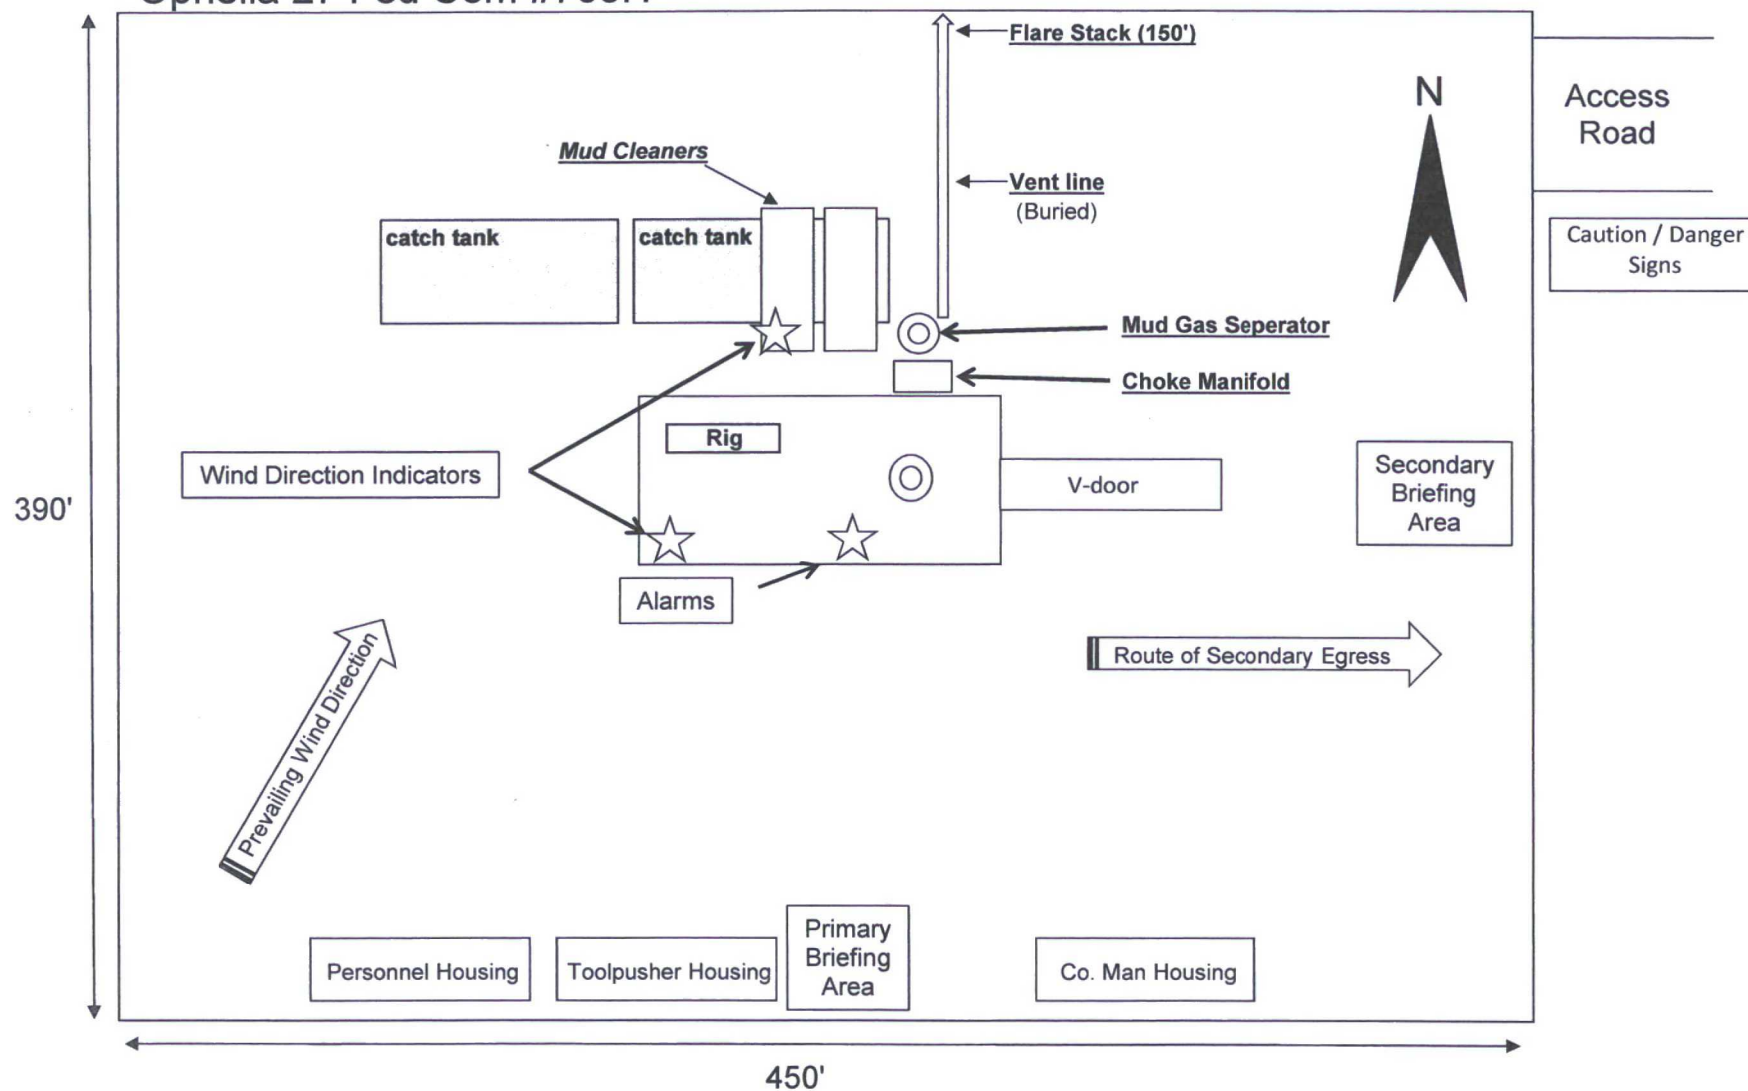 Flare Stack (150')
N
Access
Road
Mud Cleaners
Vent line
(Buried)
catch tank
catch tank
Caution / Danger
Signs
Mud Gas Seperator
Choke Manifold
Rig
Wind Direction Indicators
V-door
Secondary
Briefing
Area
390'
Alarms
Route of Secondary Egress
Prevailing Wind Direction
Primary
Briefing
Area
Personnel Housing
Toolpusher Housing
Co. Man Housing
450'